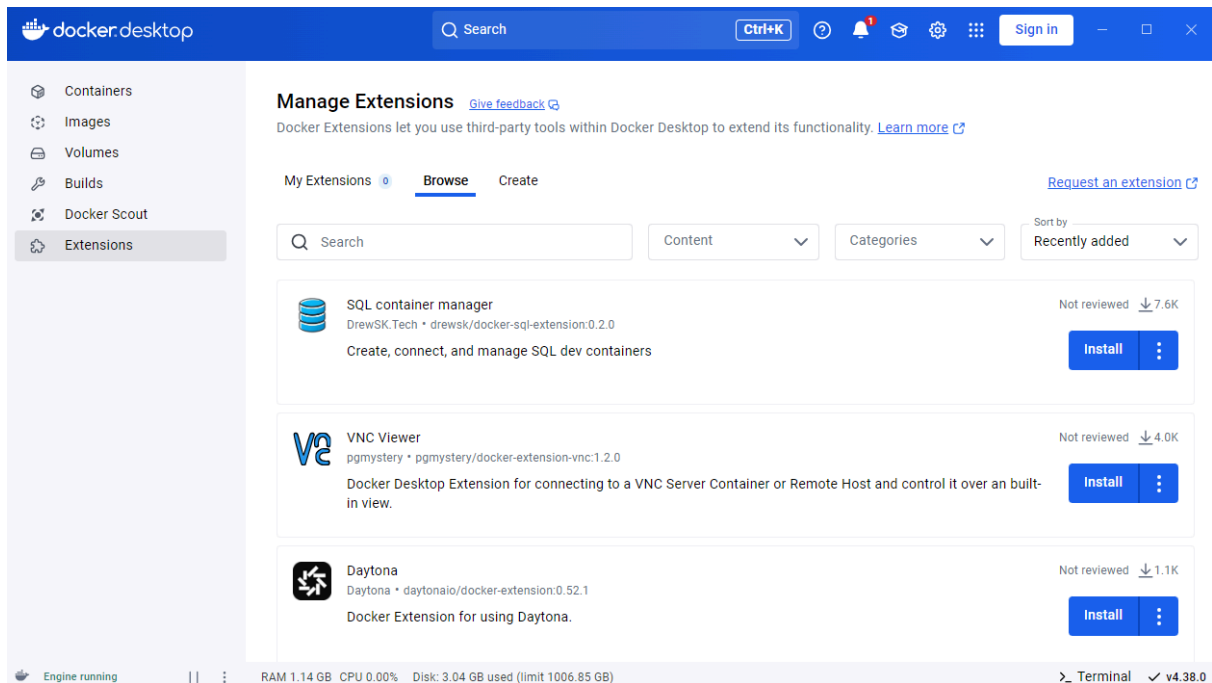 docker.desktop
Search
Ctrl+K
1
Sign in
Containers
Images
Volumes
Builds
Docker Scout
Extensions
Manage Extensions Give feedback
Docker Extensions let you use third-party tools within Docker Desktop to extend its functionality. Learn more
My Extensions 0 Browse Create
Request an extension
Search
Content
Categories
Sort by
Recently added
SQL container manager
DrewSK.Tech • drewsk/docker-sql-extension:0.2.0
Create, connect, and manage SQL dev containers
Not reviewed 7.6K
Install
VNC
VNC Viewer
pgmystery • pgmystery/docker-extension-vnc:1.2.0
Docker Desktop Extension for connecting to a VNC Server Container or Remote Host and control it over an built-
in view.
Not reviewed 4.0K
Install
Daytona
Daytona • daytonaio/docker-extension:0.52.1
Docker Extension for using Daytona.
Not reviewed 1.1K
Install
Engine running
RAM 1.14 GB CPU 0.00% Disk: 3.04 GB used (limit 1006.85 GB)
>_ Terminal
v4.38.0